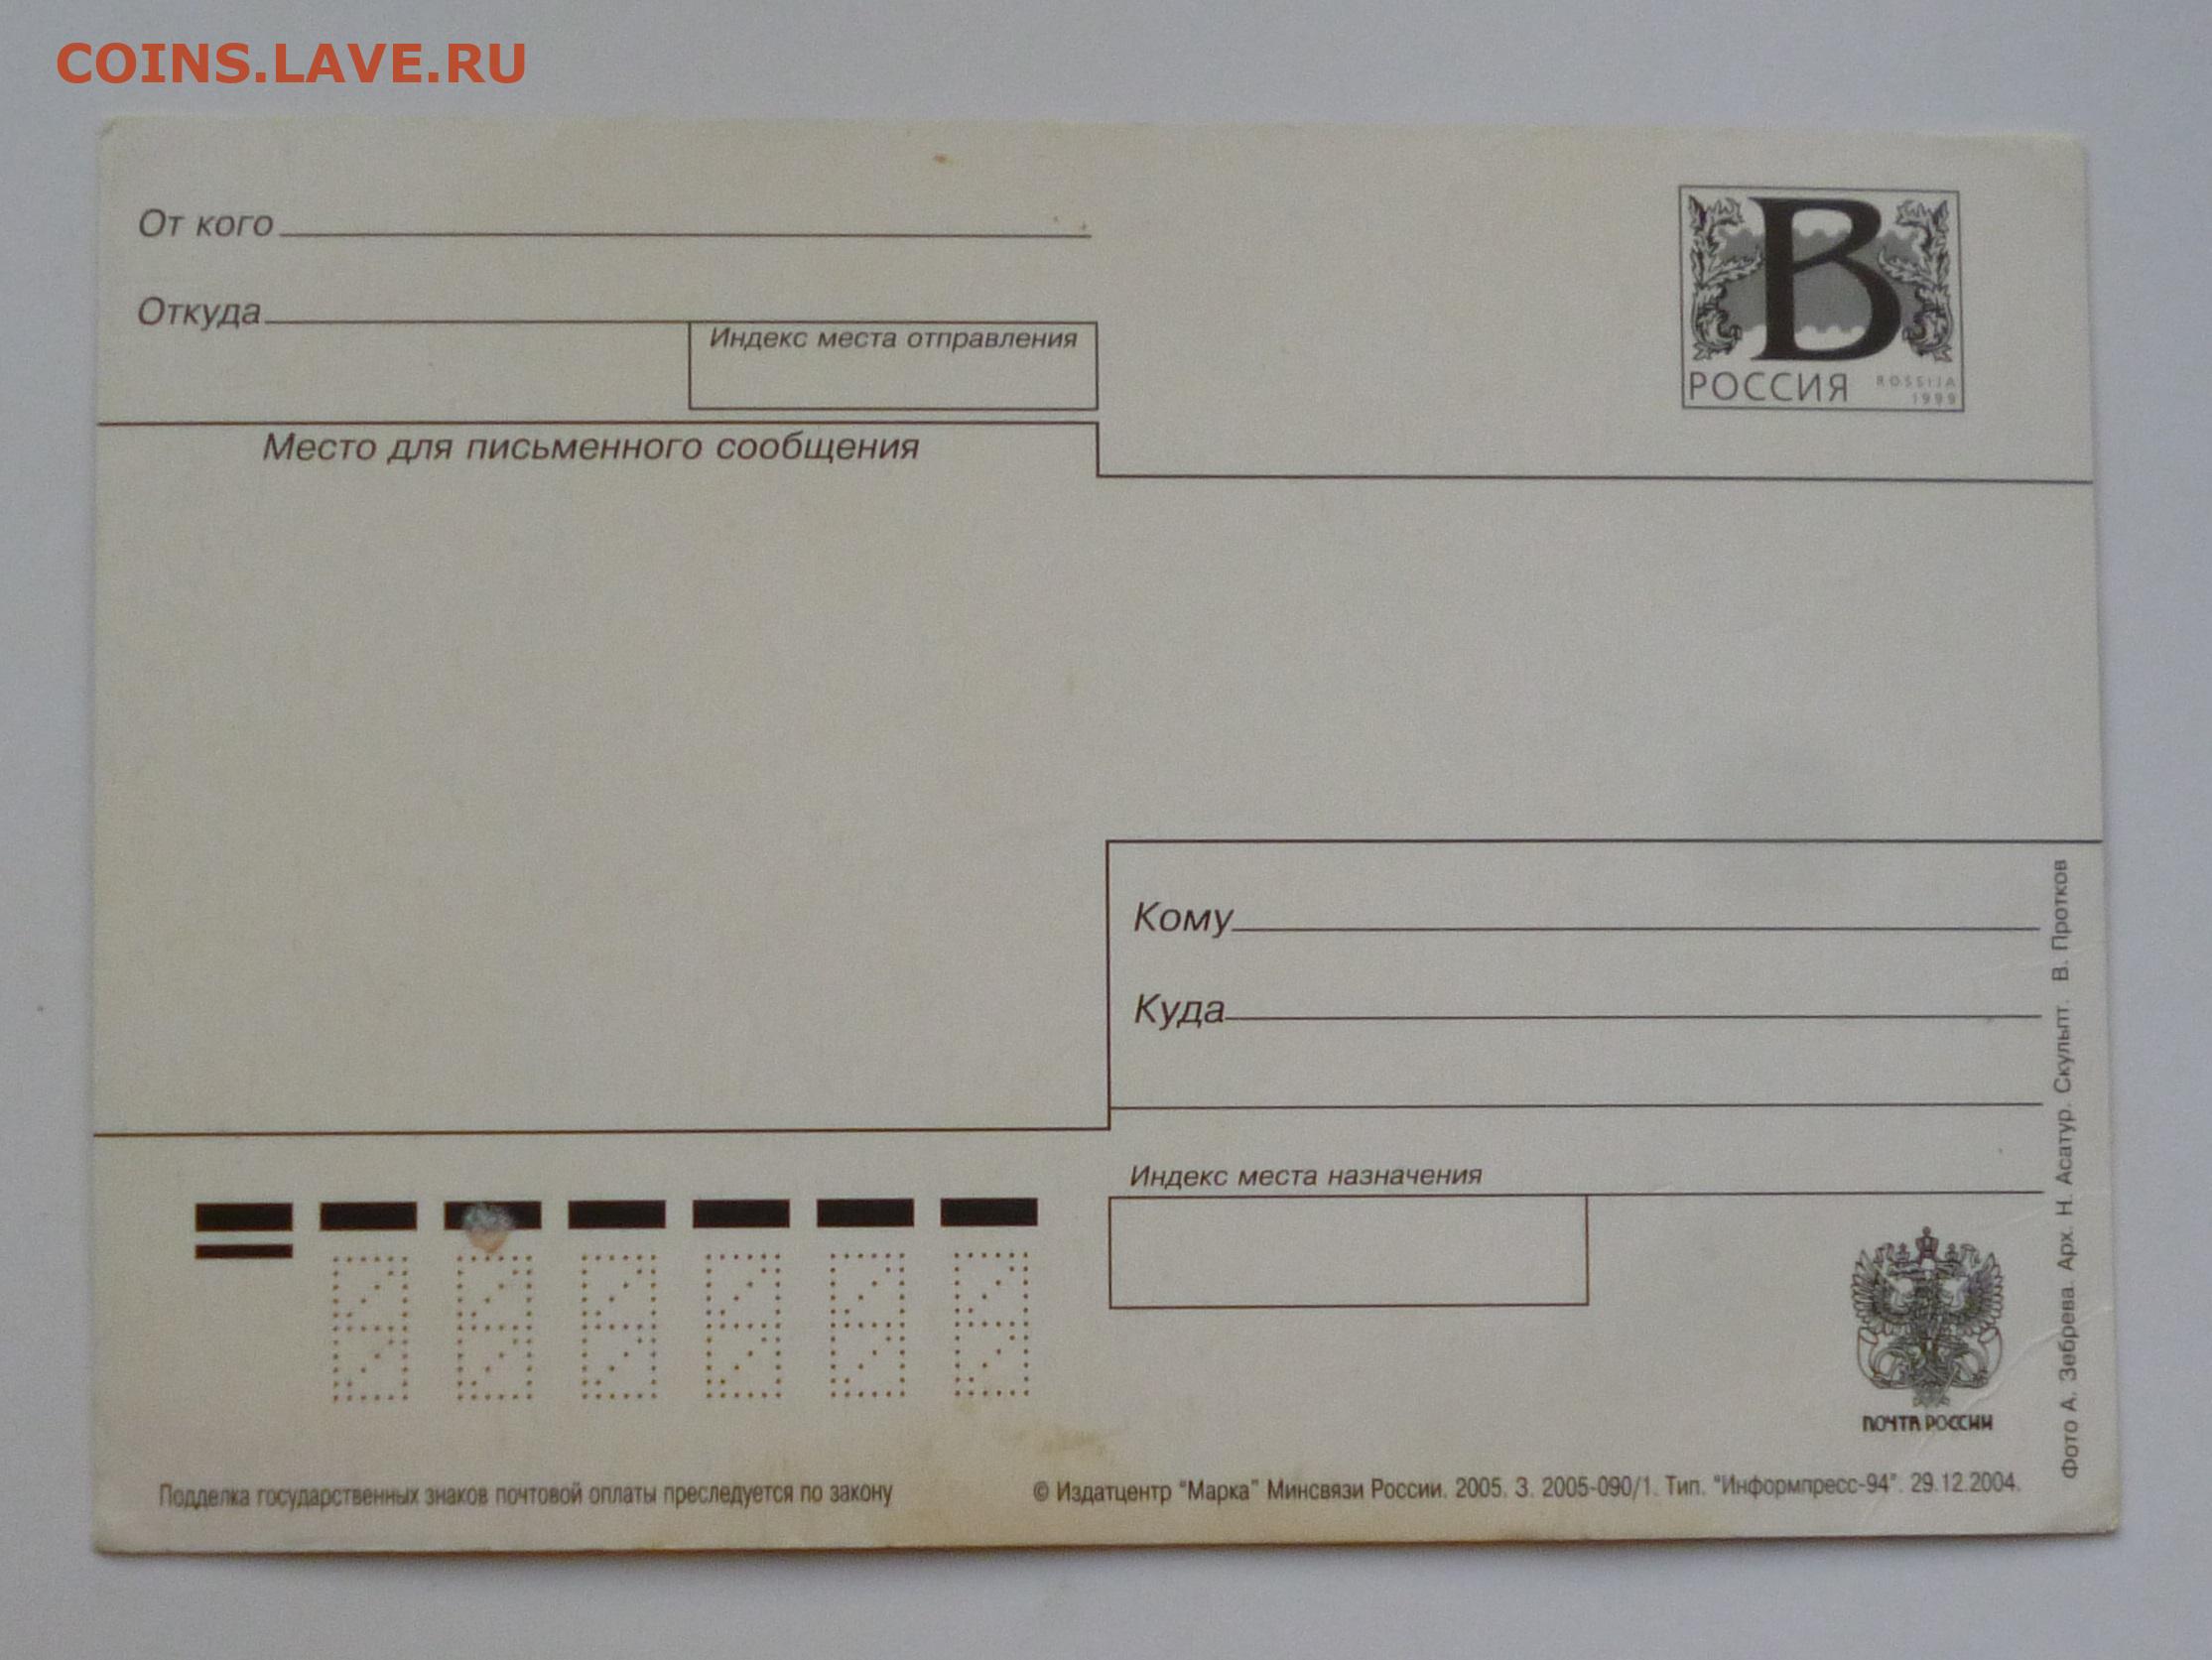 COINS.LAVE.RU
От кого
Откуда
Индекс места отправления
В
РОССИЯ ROSSIJA
1999
Место для письменного сообщения
Кому
Куда
Индекс места назначения
ПОЧТА РОССИИ
Подделка государственных знаков почтовой оплаты преследуется по закону
© Издатцентр "Марка" Минсвязи России. 2005. З. 2005-090/1. Тип. "Информпресс-94". 29.12.2004.
Фото А. Зебрева. Арх. Н. Асатур. Скульпт. В. Протков